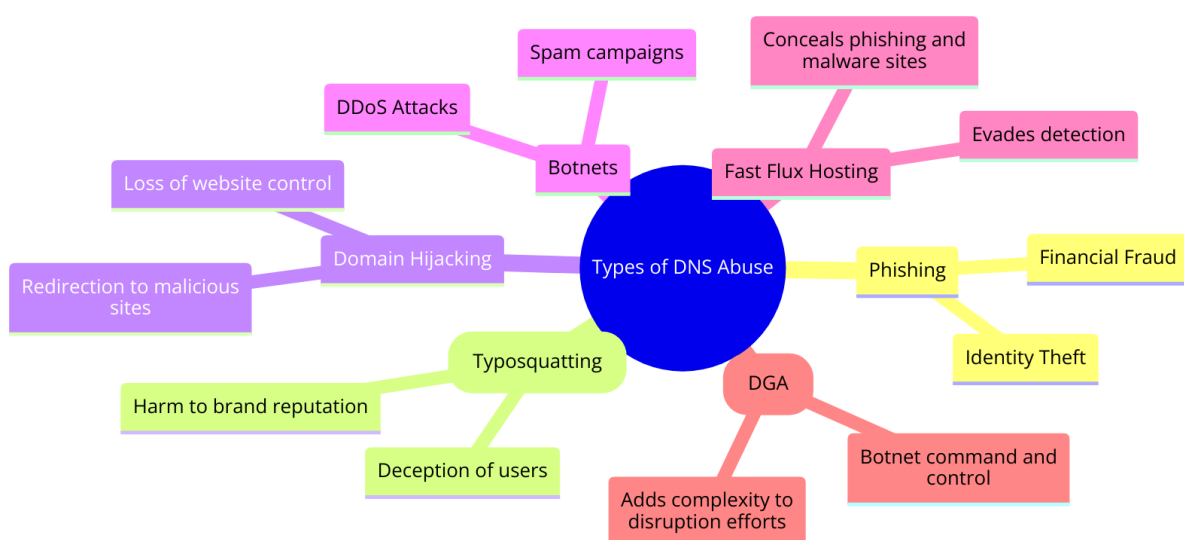 Conceals phishing and
malware sites
Spam campaigns
DDoS Attacks
Evades detection
Botnets
Fast Flux Hosting
Loss of website control
Domain Hijacking
Types of DNS Abuse
Phishing
Financial Fraud
Redirection to malicious
sites
Typosquatting
Identity Theft
DGA
Harm to brand reputation
Deception of users
Botnet command and
control
Adds complexity to
disruption efforts